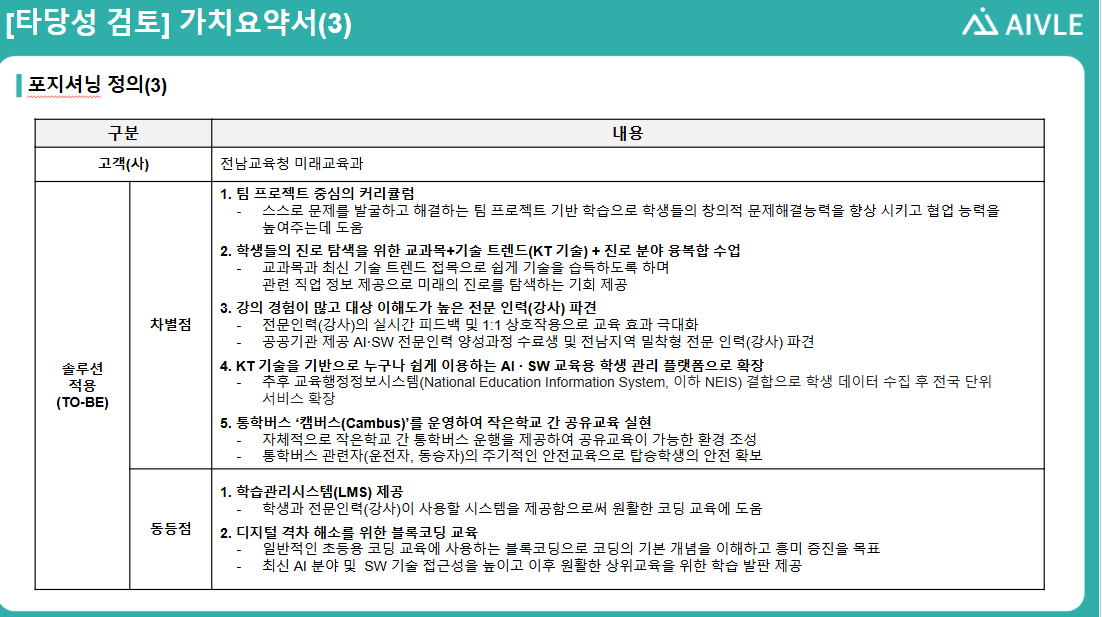 [타당성 검토] 가치요약서(3)
AIVLE
포지셔닝 정의(3)
구분
내용
고객(사)
전남교육청 미래교육과
솔루션
적용
(TO-BE)
차별점
1. 팀 프로젝트 중심의 커리큘럼
- 스스로 문제를 발굴하고 해결하는 팀 프로젝트 기반 학습으로 학생들의 창의적 문제해결능력을 향상 시키고 협업 능력을
높여주는데 도움
2. 학생들의 진로 탐색을 위한 교과목+기술 트렌드(KT 기술) + 진로 분야 융복합 수업
- 교과목과 최신 기술 트렌드 접목으로 쉽게 기술을 습득하도록 하며
관련 직업 정보 제공으로 미래의 진로를 탐색하는 기회 제공
3. 강의 경험이 많고 대상 이해도가 높은 전문 인력(강사) 파견
- 전문인력(강사)의 실시간 피드백 및 1:1 상호작용으로 교육 효과 극대화
- 공공기관 제공 AI·SW 전문인력 양성과정 수료생 및 전남지역 밀착형 전문 인력(강사) 파견
4. KT 기술을 기반으로 누구나 쉽게 이용하는 AI · SW 교육용 학생 관리 플랫폼으로 확장
- 추후 교육행정정보시스템(National Education Information System, 이하 NEIS) 결합으로 학생 데이터 수집 후 전국 단위
서비스 확장
5. 통학버스 ‘캠버스(Cambus)’를 운영하여 작은학교 간 공유교육 실현
- 자체적으로 작은학교 간 통학버스 운행을 제공하여 공유교육이 가능한 환경 조성
- 통학버스 관련자(운전자, 동승자)의 주기적인 안전교육으로 탑승학생의 안전 확보
동등점
1. 학습관리시스템(LMS) 제공
- 학생과 전문인력(강사)이 사용할 시스템을 제공함으로써 원활한 코딩 교육에 도움
2. 디지털 격차 해소를 위한 블록코딩 교육
- 일반적인 초등용 코딩 교육에 사용하는 블록코딩으로 코딩의 기본 개념을 이해하고 흥미 증진을 목표
- 최신 AI 분야 및 SW 기술 접근성을 높이고 이후 원활한 상위교육을 위한 학습 발판 제공